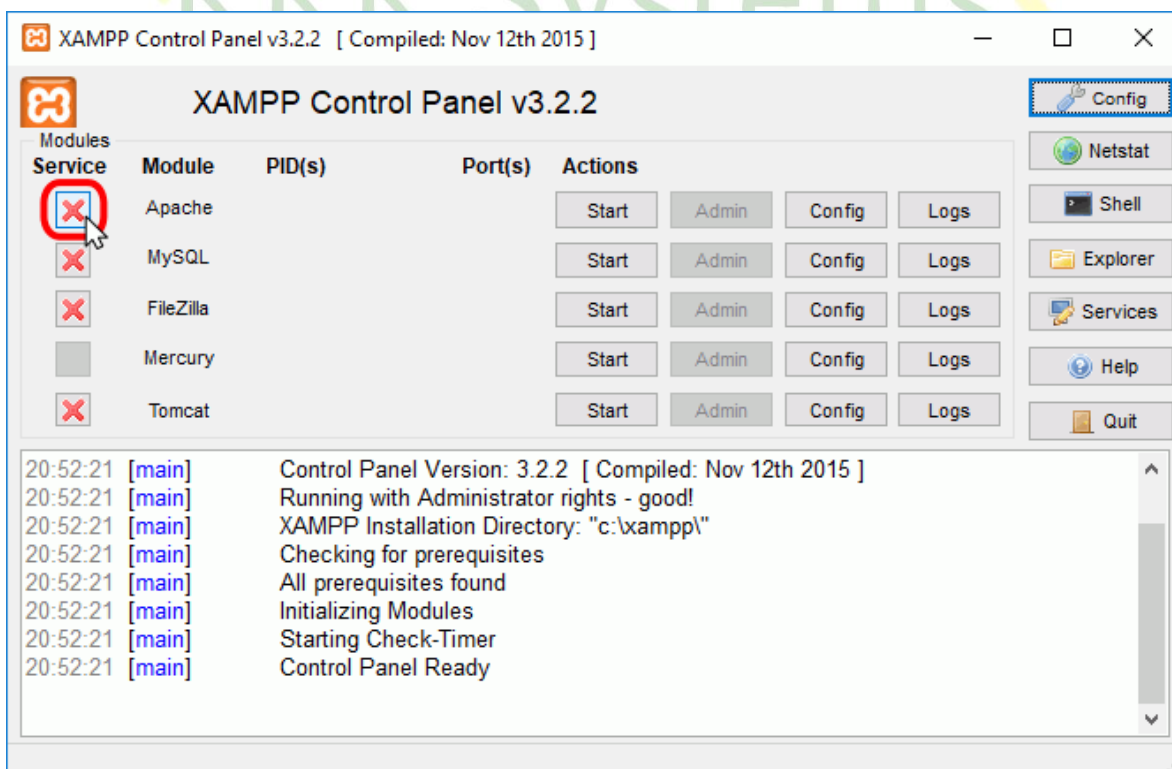 XAMPP Control Panel v3.2.2 [ Compiled: Nov 12th 2015 ]
XAMPP Control Panel v3.2.2
Config
Netstat
Shell
Explorer
Services
Help
Quit
Modules
Service Module PID(s) Port(s) Actions
Apache Start Admin Config Logs
MySQL Start Admin Config Logs
FileZilla Start Admin Config Logs
Mercury Start Admin Config Logs
Tomcat Start Admin Config Logs
20:52:21 [main] Control Panel Version: 3.2.2 [ Compiled: Nov 12th 2015 ]
20:52:21 [main] Running with Administrator rights - good!
20:52:21 [main] XAMPP Installation Directory: "c:\xampp\"
20:52:21 [main] Checking for prerequisites
20:52:21 [main] All prerequisites found
20:52:21 [main] Initializing Modules
20:52:21 [main] Starting Check-Timer
20:52:21 [main] Control Panel Ready